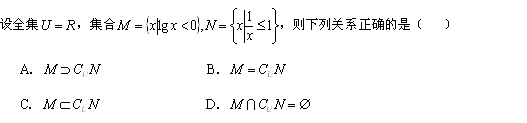 设全集U=R，集合M={x|lgx<0},N={x|1/x≤1}，则下列关系正确的是（　　）
A. M⊃C_U N　　B. M=C_U N
C. M⊂C_U N　　D. M∩C_U N=∅